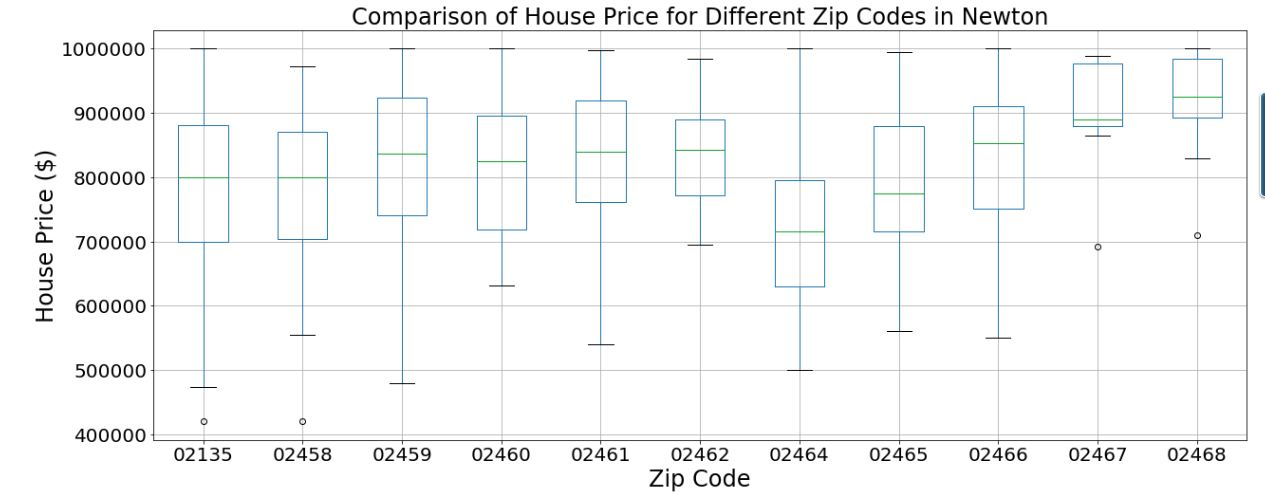 Comparison of House Price for Different Zip Codes in Newton
House Price ($)
1000000
900000
800000
700000
600000
500000
400000
02135 02458 02459 02460 02461 02462 02464 02465 02466 02467 02468
Zip Code